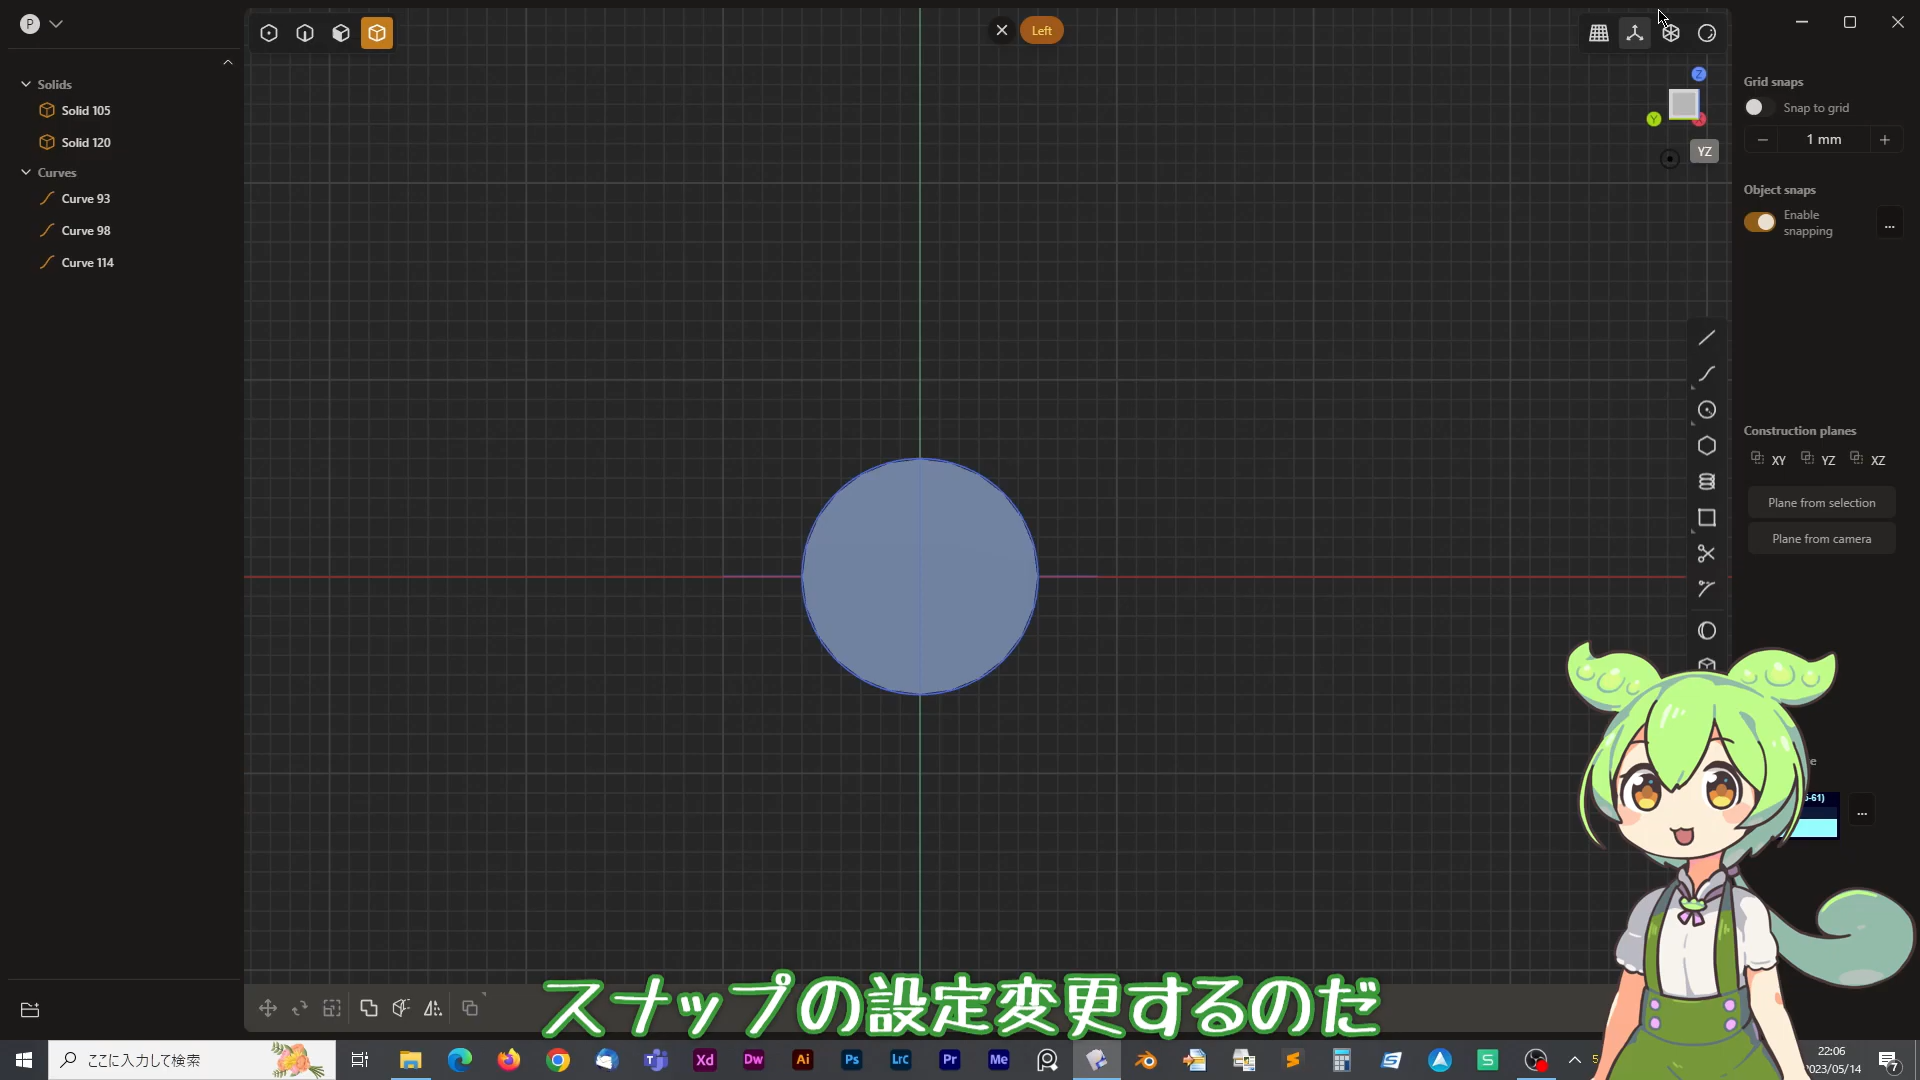 P
Solids
Solid 105
Solid 120
Curves
Curve 93
Curve 98
Curve 114
Left
Z
Y
X
YZ
Grid snaps
Snap to grid
1 mm
Object snaps
Enable
snapping
...
Construction planes
XY YZ XZ
Plane from selection
Plane from camera
...
スナップの設定変更するのだ
ここに入力して検索
Xd
Dw
Ai
Ps
Lrc
Pr
Me
S
22:06
2023/05/14
7